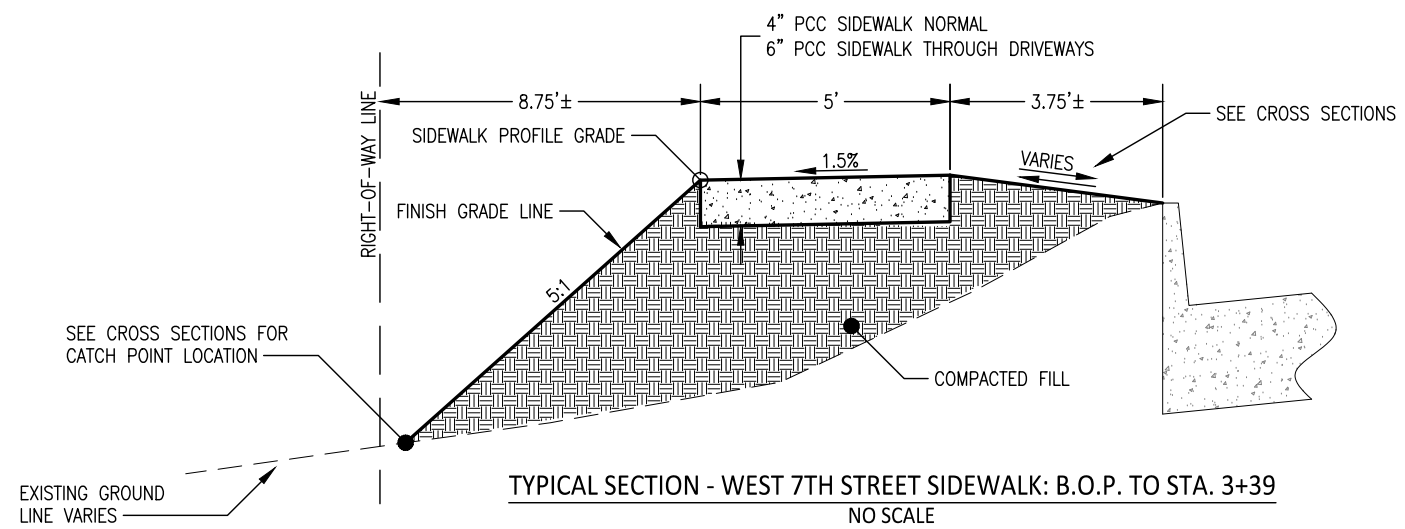 4” PCC SIDEWALK NORMAL
6” PCC SIDEWALK THROUGH DRIVEWAYS
RIGHT-OF-WAY LINE
8.75'±
5'
3.75'±
SEE CROSS SECTIONS
SIDEWALK PROFILE GRADE
1.5%
VARIES
FINISH GRADE LINE
5:1
SEE CROSS SECTIONS FOR
CATCH POINT LOCATION
COMPACTED FILL
EXISTING GROUND
LINE VARIES
TYPICAL SECTION - WEST 7TH STREET SIDEWALK: B.O.P. TO STA. 3+39
NO SCALE